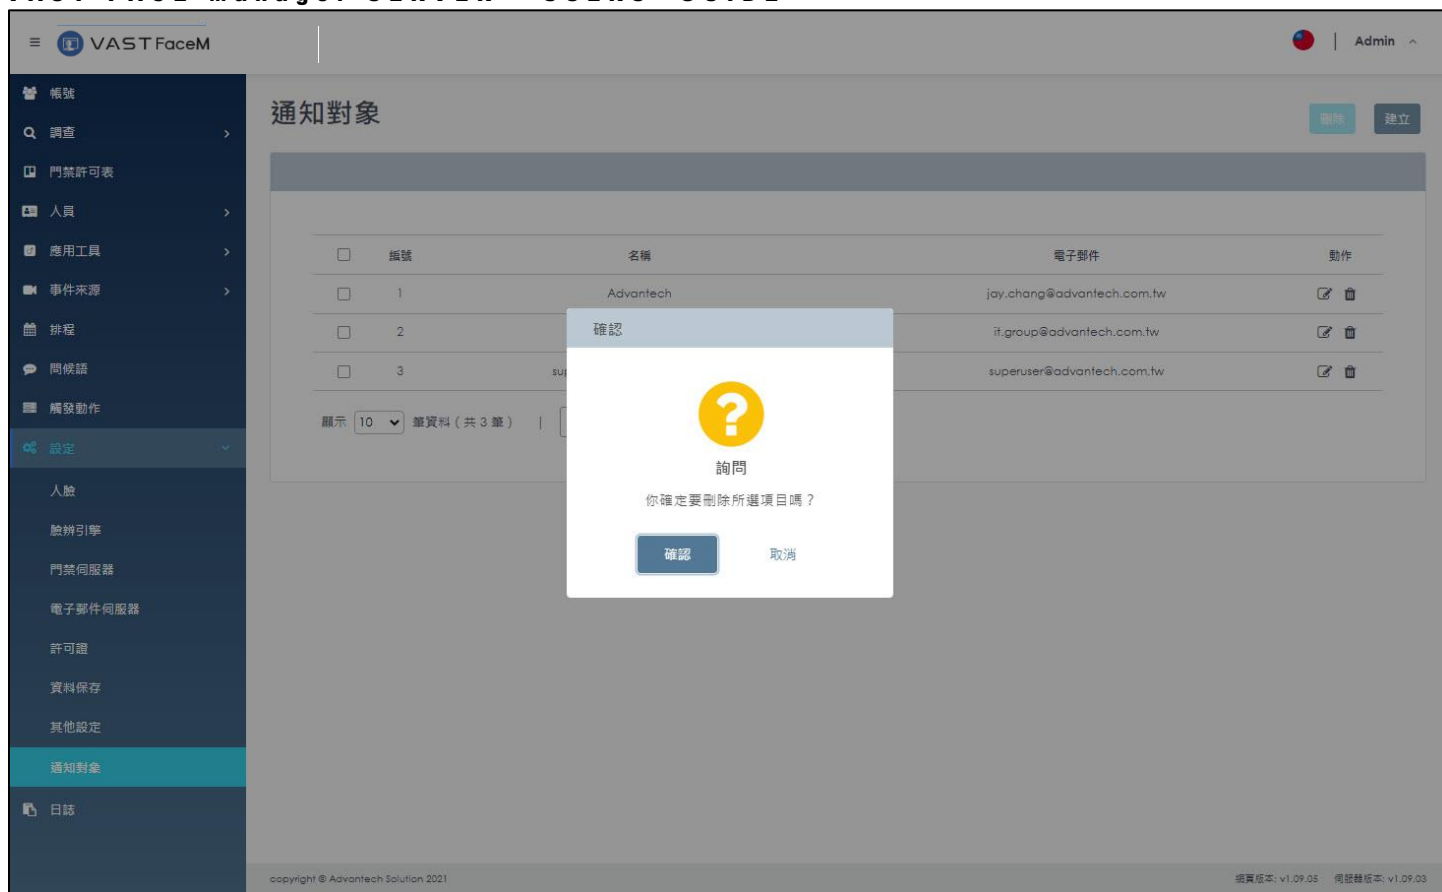 VAST FaceM
Admin
帳號
調查
門禁許可表
人員
應用工具
事件來源
排程
問候語
觸發動作
設定
人臉
臉辨引擎
門禁伺服器
電子郵件伺服器
許可證
資料保存
其他設定
通知對象
日誌
通知對象
刪除 建立
編號 名稱 電子郵件 動作
1 Advantech jay.chang@advantech.com.tw
2 it.group@advantech.com.tw
3 superuser@advantech.com.tw
顯示 10 筆資料 ( 共 3 筆 ) |
確認
詢問
你確定要刪除所選項目嗎？
確認 取消
copyright © Advantech Solution 2021
網頁版本: v1.09.05 伺服器版本: v1.09.03